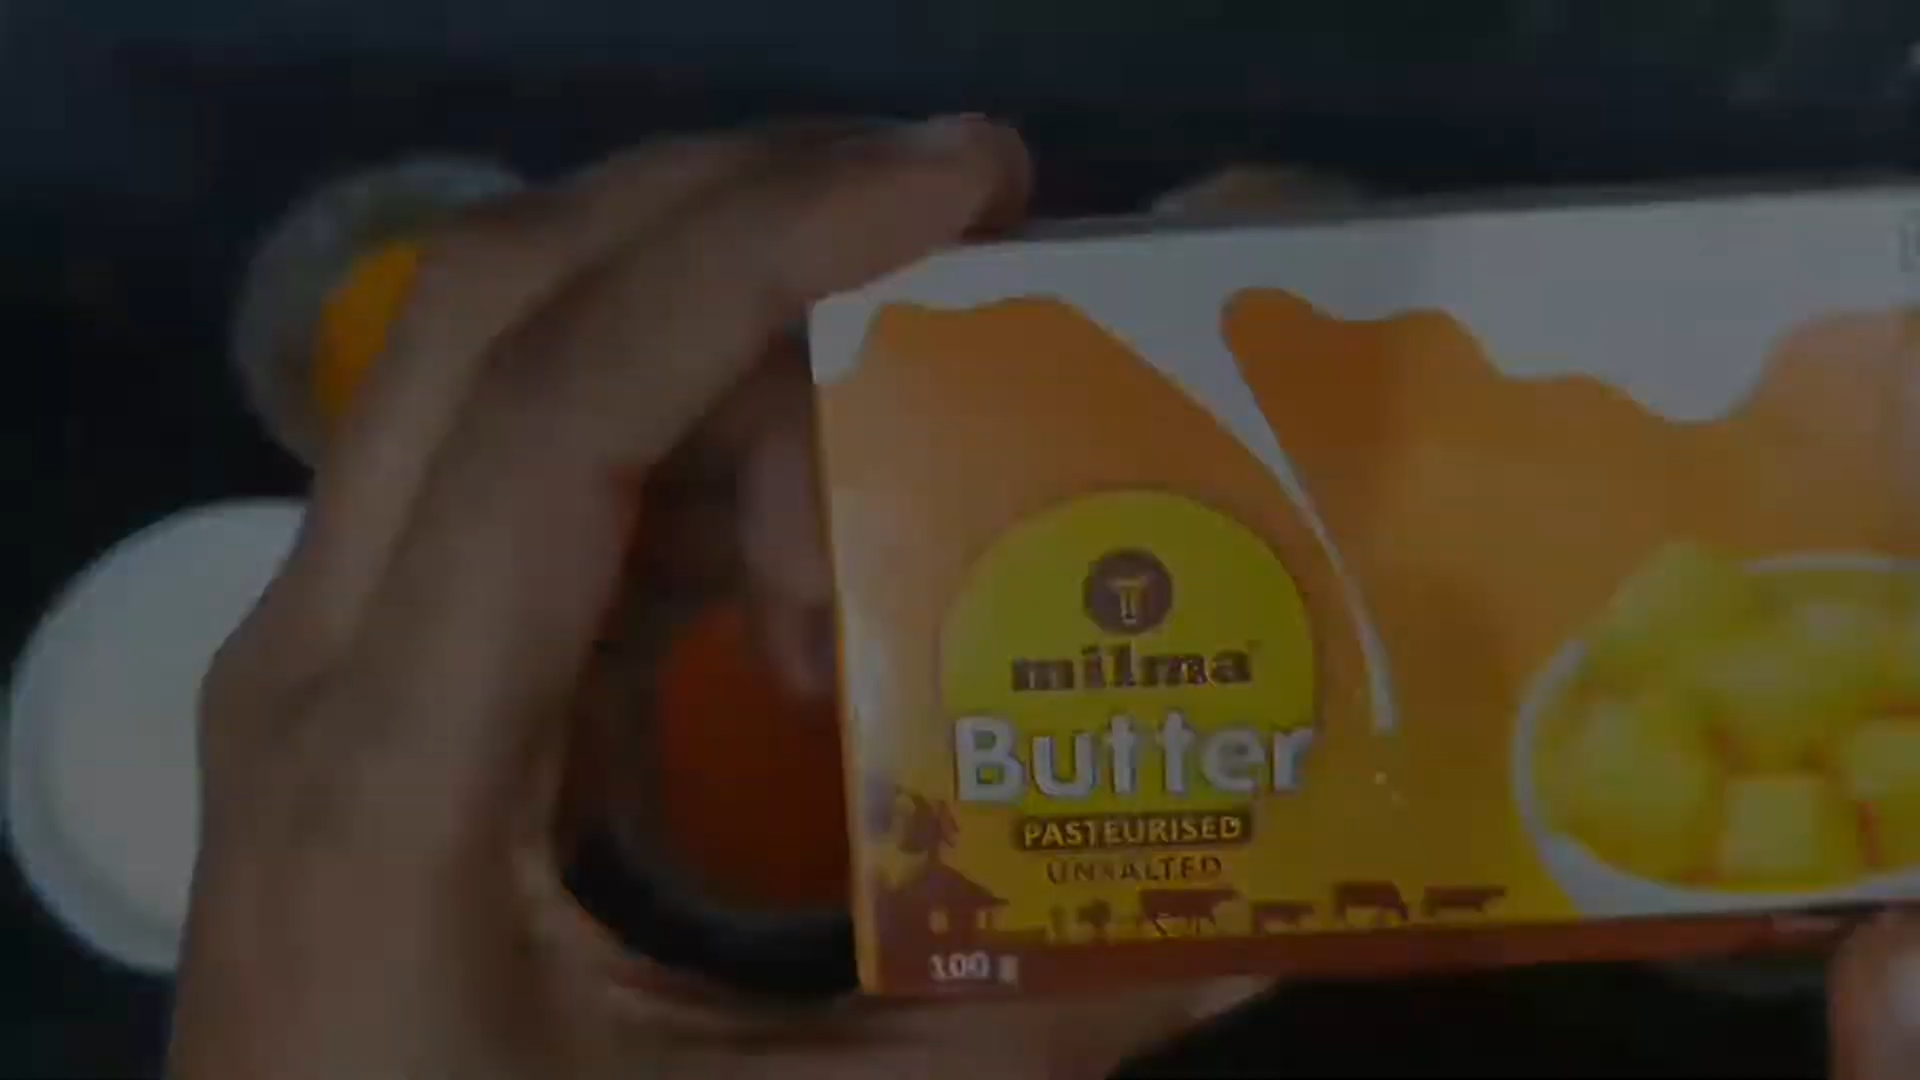 milma
Butter
PASTEURISED
UNSALTED
100 g